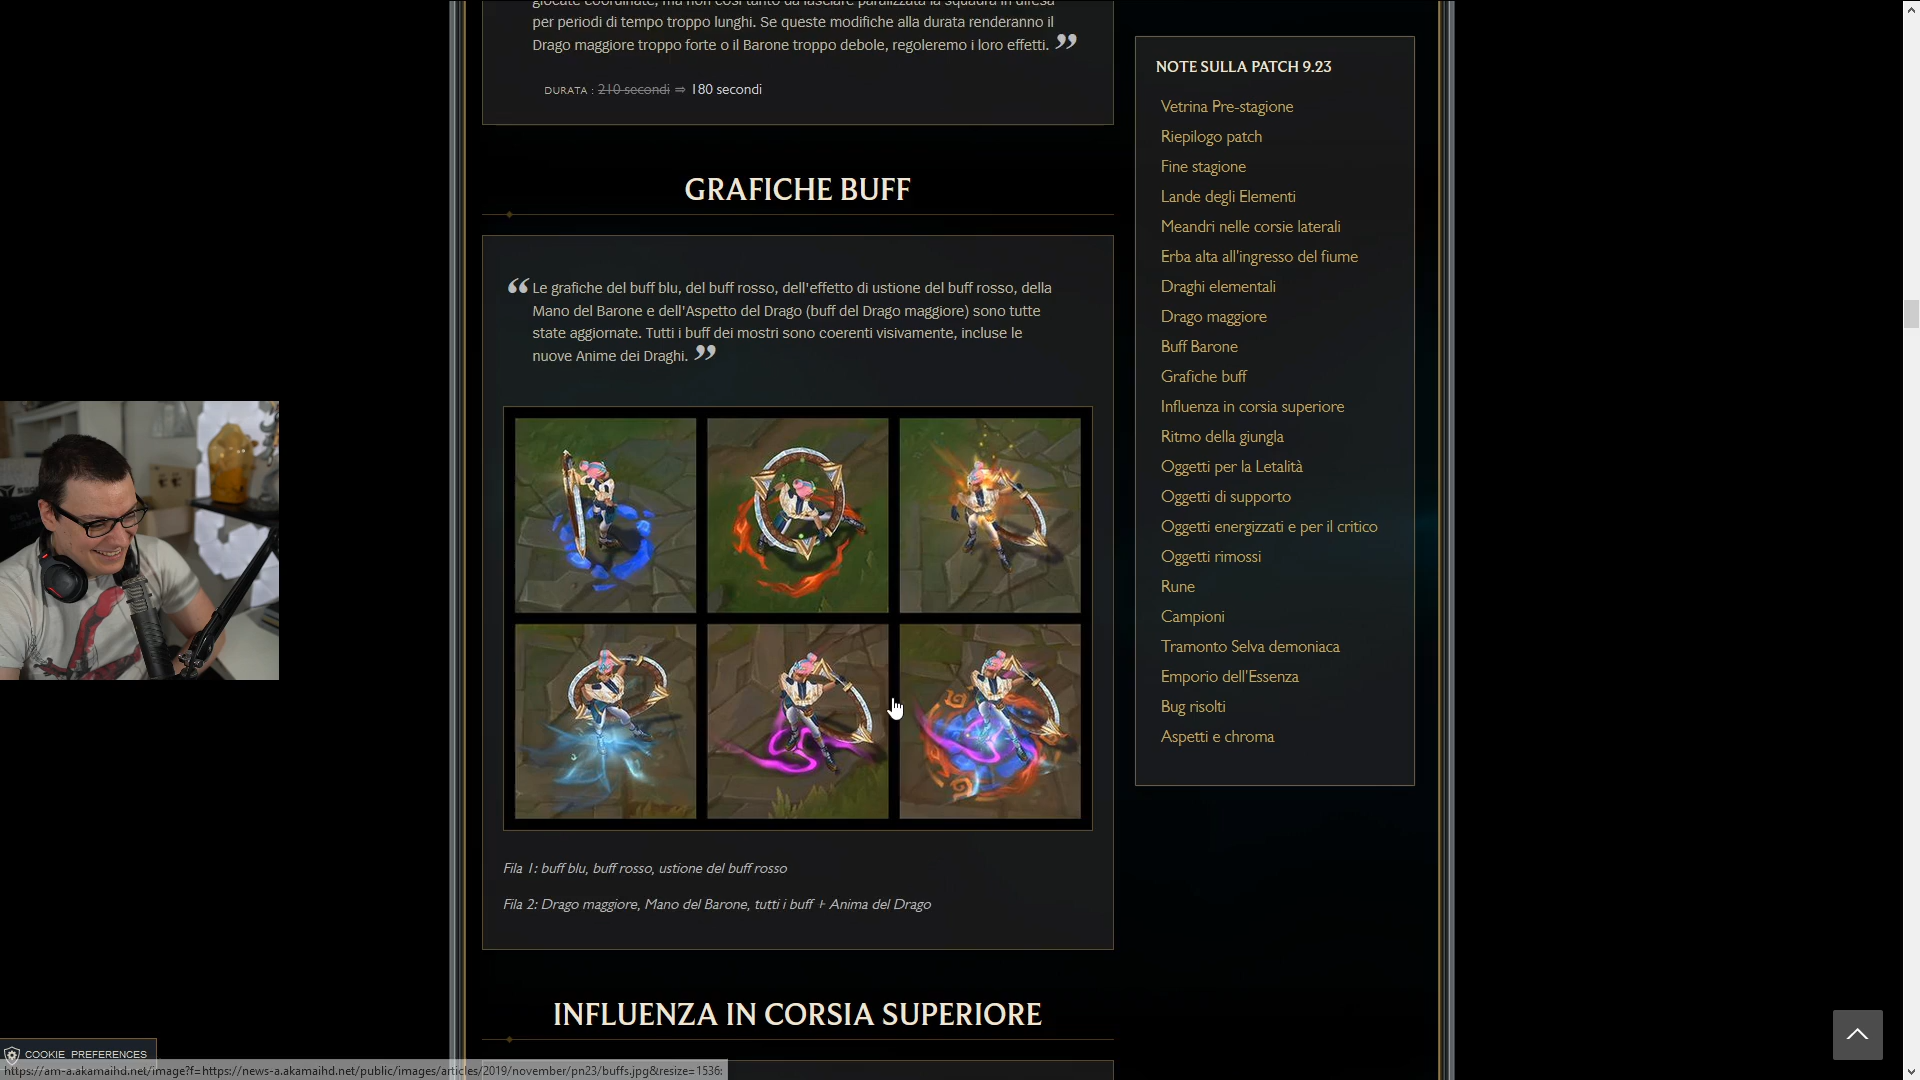 per periodi di tempo troppo lunghi. Se queste modifiche alla durata renderanno il
Drago maggiore troppo forte o il Barone troppo debole, regoleremo i loro effetti. ”
DURATA : 210 secondi ⇒ 180 secondi
GRAFICHE BUFF
“ Le grafiche del buff blu, del buff rosso, dell'effetto di ustione del buff rosso, della
Mano del Barone e dell'Aspetto del Drago (buff del Drago maggiore) sono tutte
state aggiornate. Tutti i buff dei mostri sono coerenti visivamente, incluse le
nuove Anime dei Draghi. ”
Fila 1: buff blu, buff rosso, ustione del buff rosso
Fila 2: Drago maggiore, Mano del Barone, tutti i buff + Anima del Drago
INFLUENZA IN CORSIA SUPERIORE
NOTE SULLA PATCH 9.23
Vetrina Pre-stagione
Riepilogo patch
Fine stagione
Lande degli Elementi
Meandri nelle corsie laterali
Erba alta all'ingresso del fiume
Draghi elementali
Drago maggiore
Buff Barone
Grafiche buff
Influenza in corsia superiore
Ritmo della giungla
Oggetti per la Letalità
Oggetti di supporto
Oggetti energizzati e per il critico
Oggetti rimossi
Rune
Campioni
Tramonto Selva demoniaca
Emporio dell'Essenza
Bug risolti
Aspetti e chroma
COOKIE PREFERENCES
https://am-a.akamaihd.net/image?f=https://news-a.akamaihd.net/public/images/articles/2019/november/pn23/buffs.jpg&resize=1536: